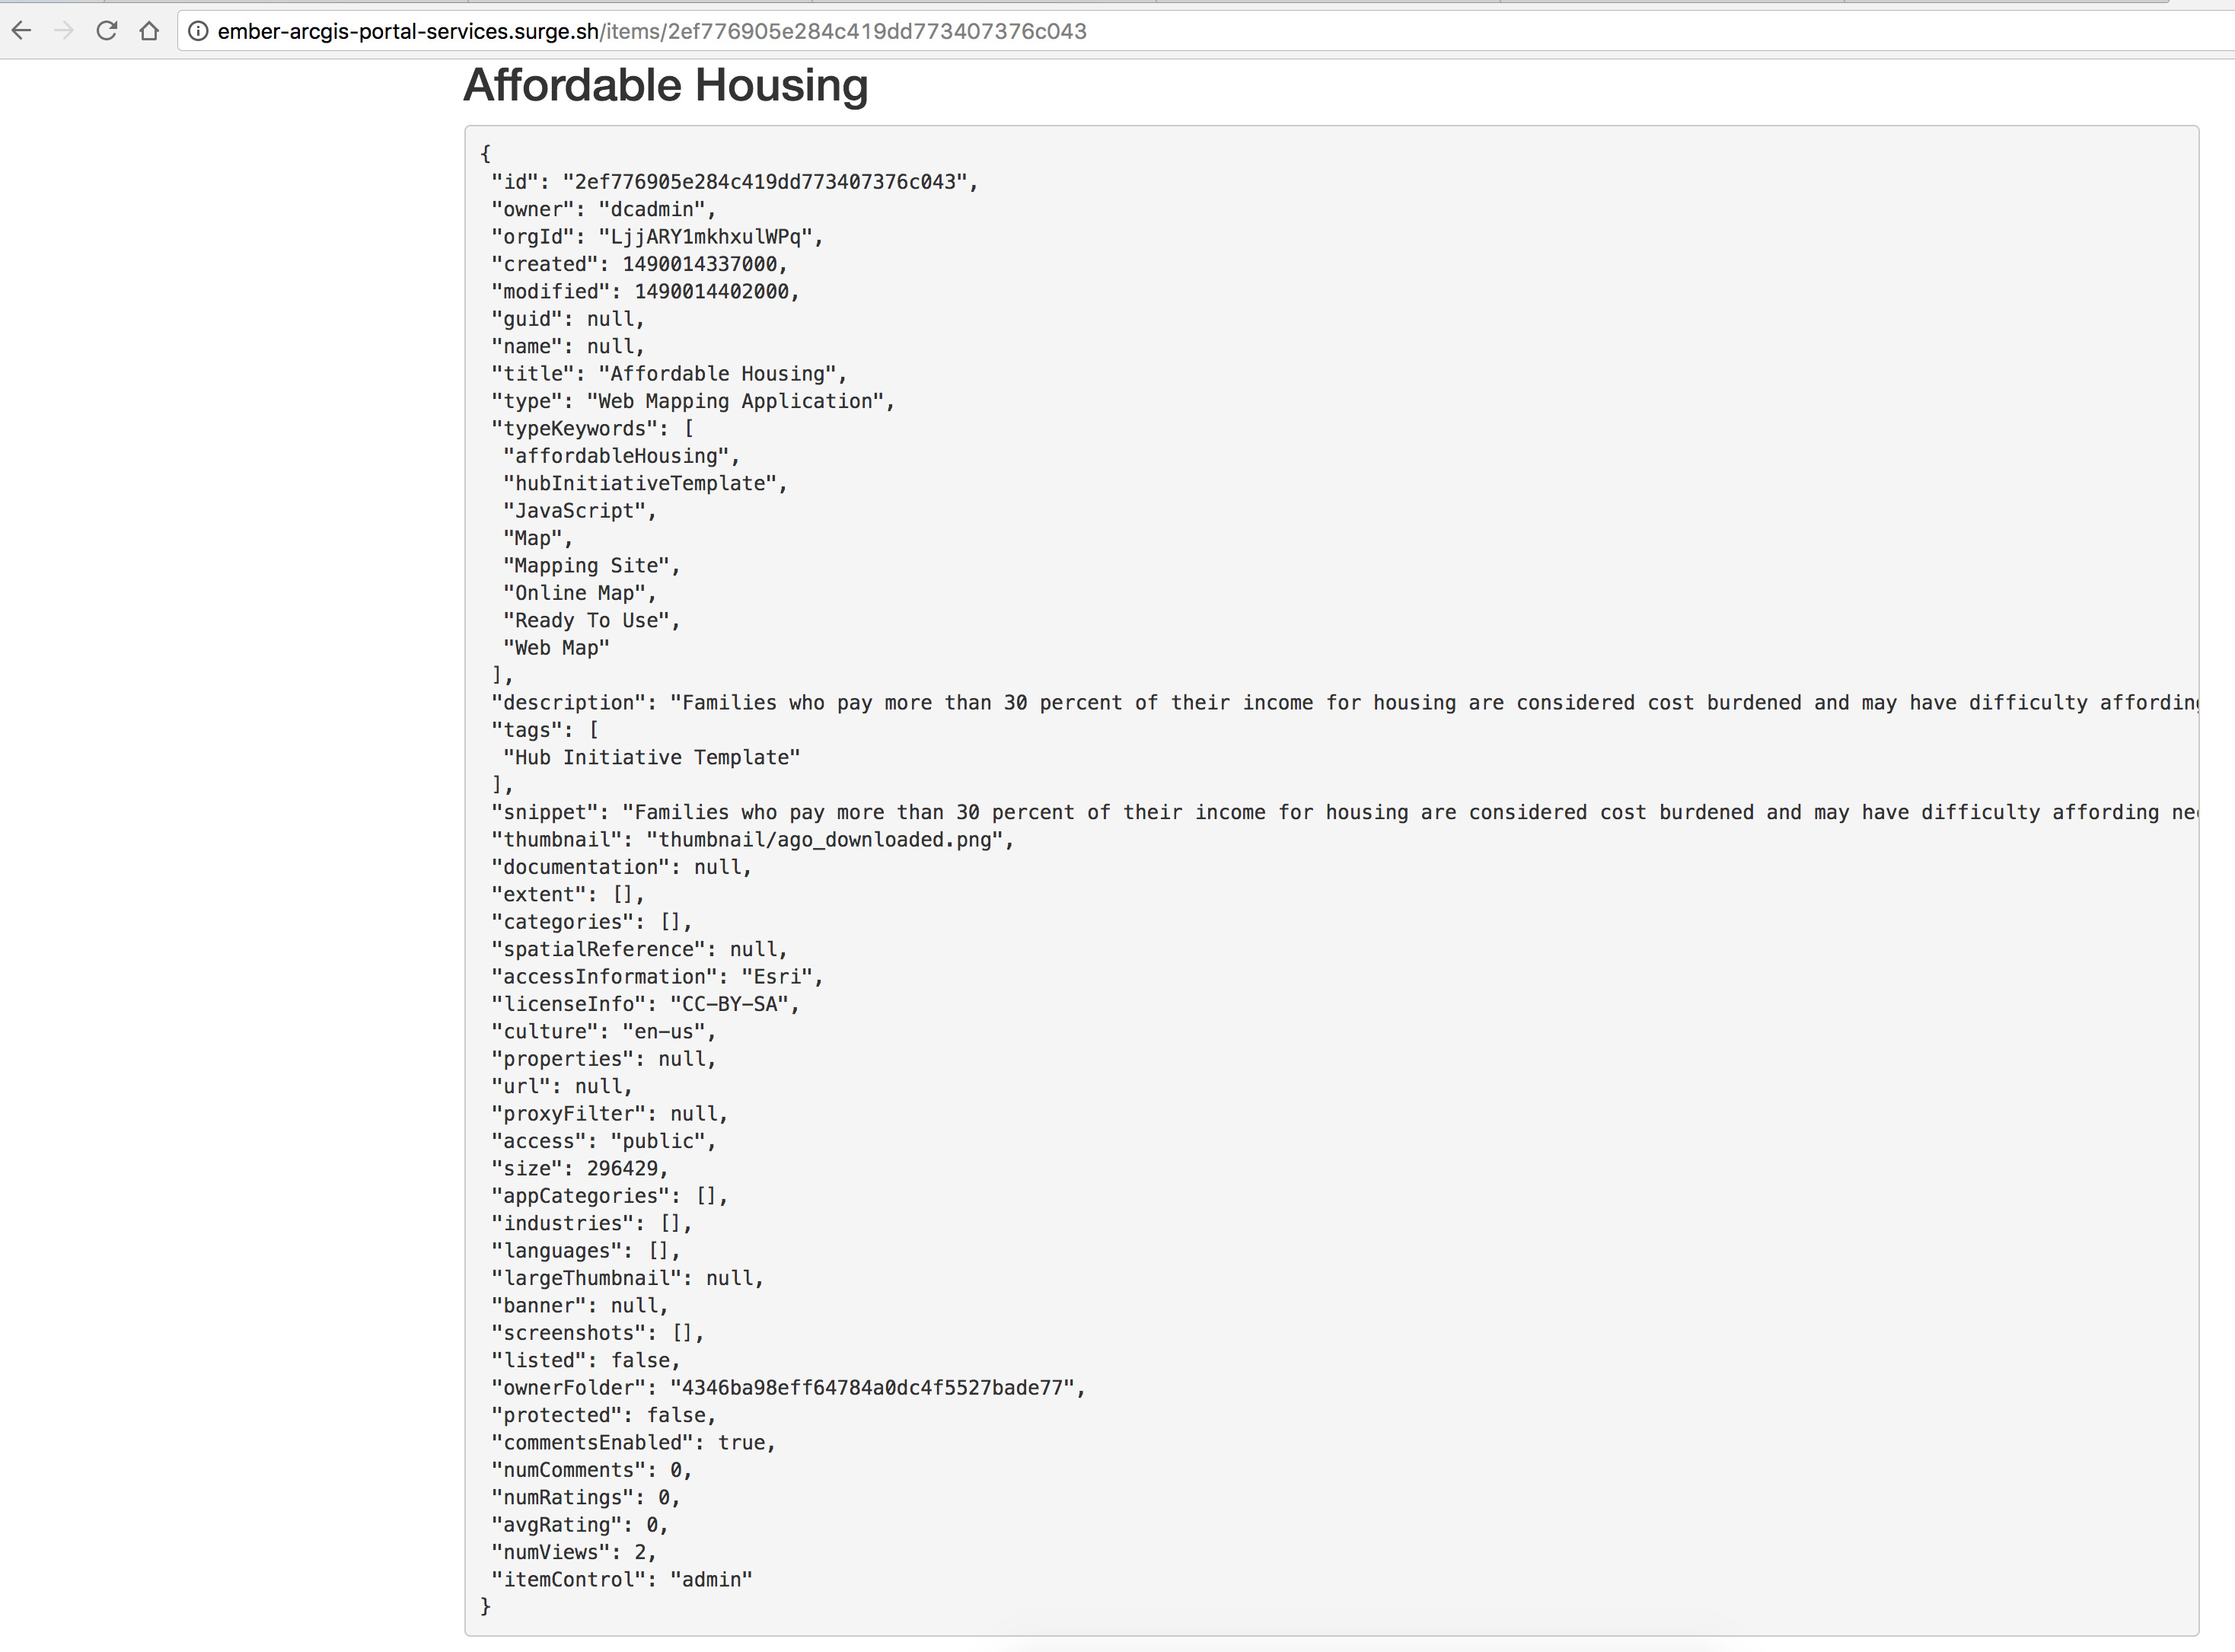 ember-arcgis-portal-services.surge.sh/items/2ef776905e284c419dd773407376c043
Affordable Housing
{
 "id": "2ef776905e284c419dd773407376c043",
 "owner": "dcadmin",
 "orgId": "LjjARY1mkhxulWPq",
 "created": 1490014337000,
 "modified": 1490014402000,
 "guid": null,
 "name": null,
 "title": "Affordable Housing",
 "type": "Web Mapping Application",
 "typeKeywords": [
  "affordableHousing",
  "hubInitiativeTemplate",
  "JavaScript",
  "Map",
  "Mapping Site",
  "Online Map",
  "Ready To Use",
  "Web Map"
 ],
 "description": "Families who pay more than 30 percent of their income for housing are considered cost burdened and may have difficulty affording
 "tags": [
  "Hub Initiative Template"
 ],
 "snippet": "Families who pay more than 30 percent of their income for housing are considered cost burdened and may have difficulty affording
 "thumbnail": "thumbnail/ago_downloaded.png",
 "documentation": null,
 "extent": [],
 "categories": [],
 "spatialReference": null,
 "accessInformation": "Esri",
 "licenseInfo": "CC-BY-SA",
 "culture": "en-us",
 "properties": null,
 "url": null,
 "proxyFilter": null,
 "access": "public",
 "size": 296429,
 "appCategories": [],
 "industries": [],
 "languages": [],
 "largeThumbnail": null,
 "banner": null,
 "screenshots": [],
 "listed": false,
 "ownerFolder": "4346ba98eff64784a0dc4f5527bade77",
 "protected": false,
 "commentsEnabled": true,
 "numComments": 0,
 "numRatings": 0,
 "avgRating": 0,
 "numViews": 2,
 "itemControl": "admin"
}